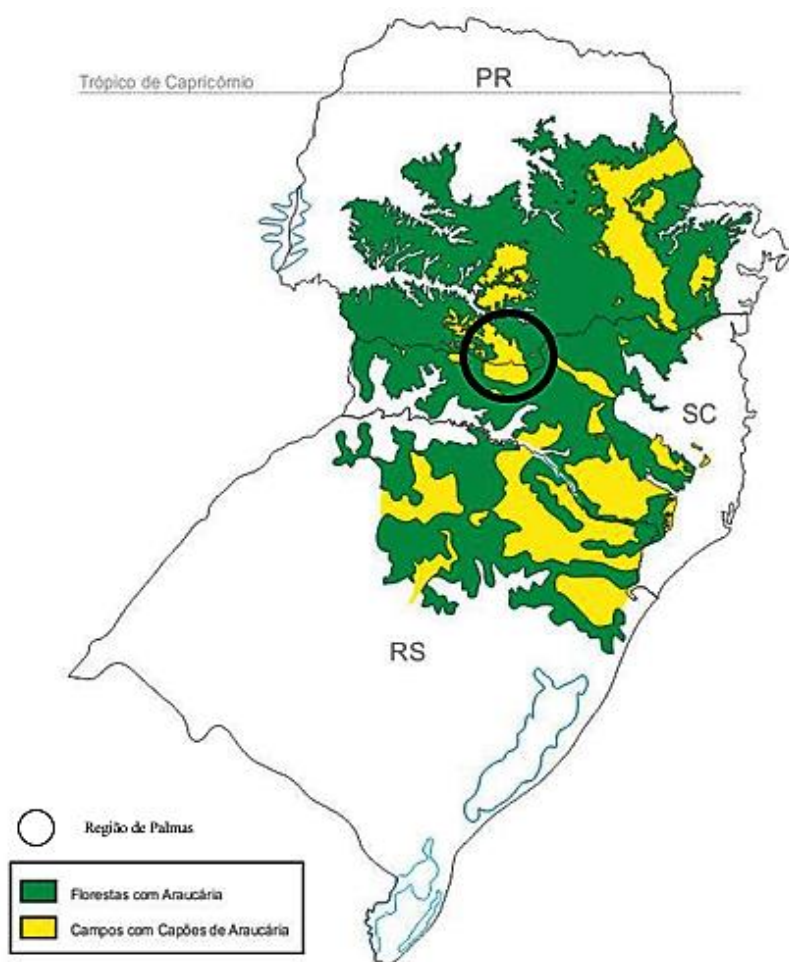 PR
Trópico de Capricórnio
SC
RS
Região de Palmas
Florestas com Araucária
Campos com Capões de Araucária